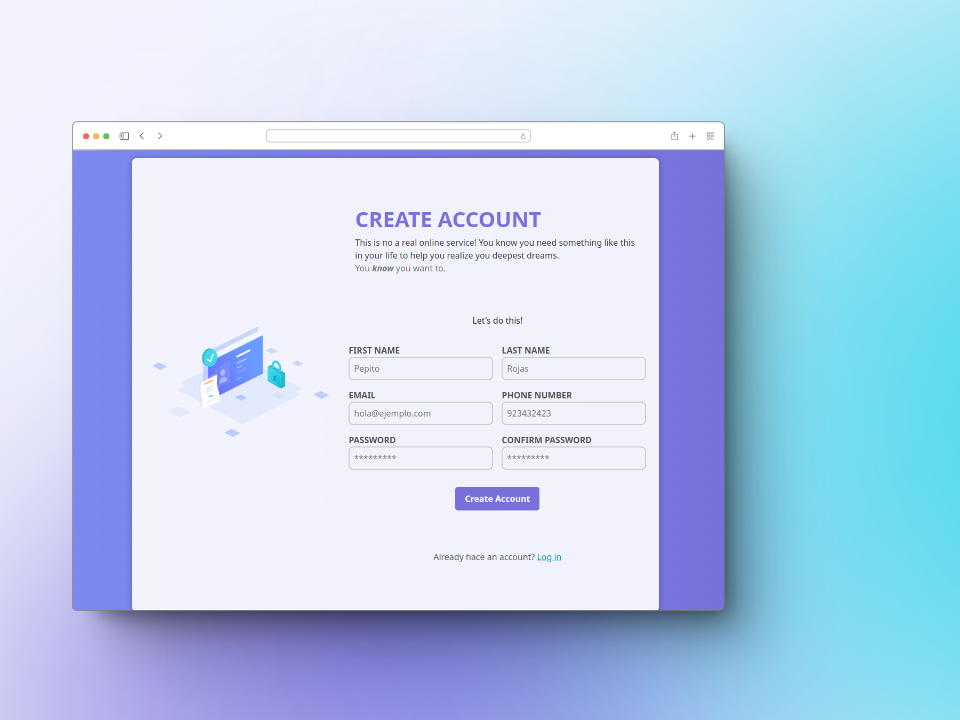 CREATE ACCOUNT
This is no a real online service! You know you need something like this
in your life to help you realize you deepest dreams.
You know you want to.
Let's do this!
FIRST NAME
LAST NAME
Pepito
Rojas
EMAIL
PHONE NUMBER
hola@ejemplo.com
923432423
PASSWORD
CONFIRM PASSWORD
*********
*********
Create Account
Already hace an account? Log in